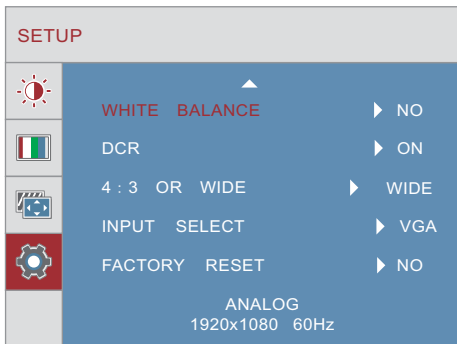 SETUP
WHITE BALANCE NO
DCR ON
4 : 3 OR WIDE WIDE
INPUT SELECT VGA
FACTORY RESET NO
ANALOG
1920x1080 60Hz